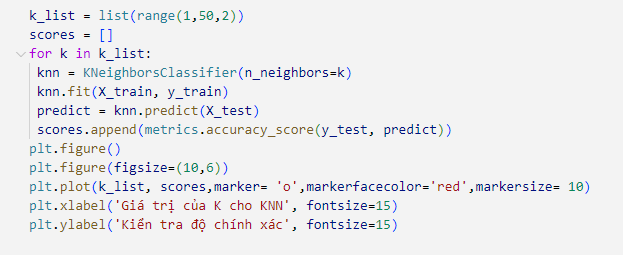 k_list = list(range(1,50,2))
scores = []
for k in k_list:
 knn = KNeighborsClassifier(n_neighbors=k)
 knn.fit(X_train, y_train)
 predict = knn.predict(X_test)
 scores.append(metrics.accuracy_score(y_test, predict))
plt.figure()
plt.figure(figsize=(10,6))
plt.plot(k_list, scores,marker= 'o',markerfacecolor='red',markersize= 10)
plt.xlabel('Giá trị của K cho KNN', fontsize=15)
plt.ylabel('Kiển tra độ chính xác', fontsize=15)